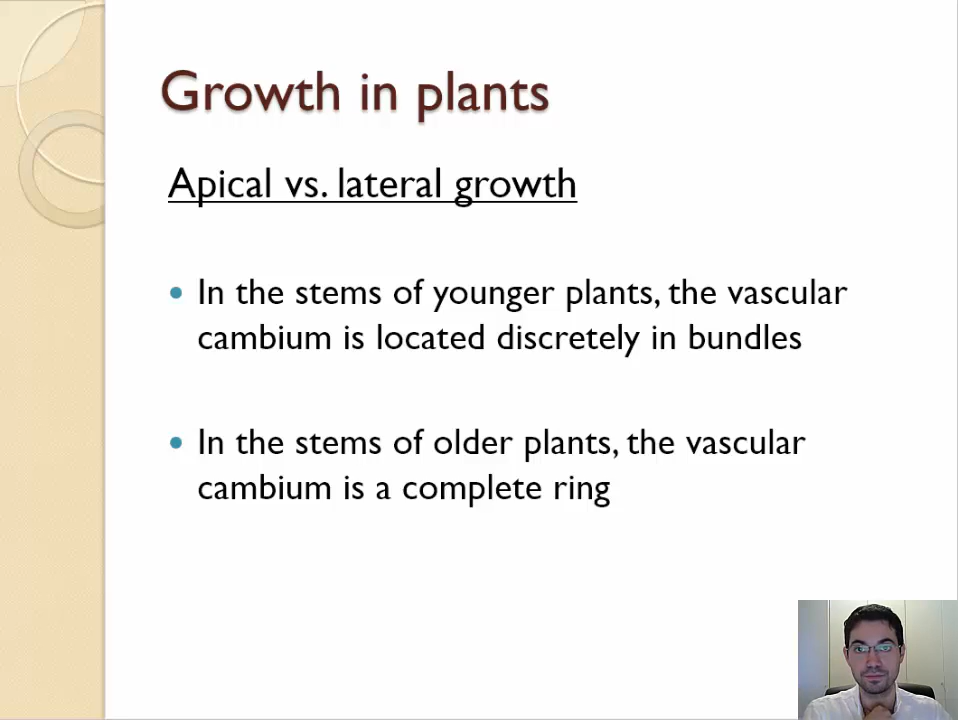 Growth in plants
Apical vs. lateral growth
In the stems of younger plants, the vascular
cambium is located discretely in bundles
In the stems of older plants, the vascular
cambium is a complete ring